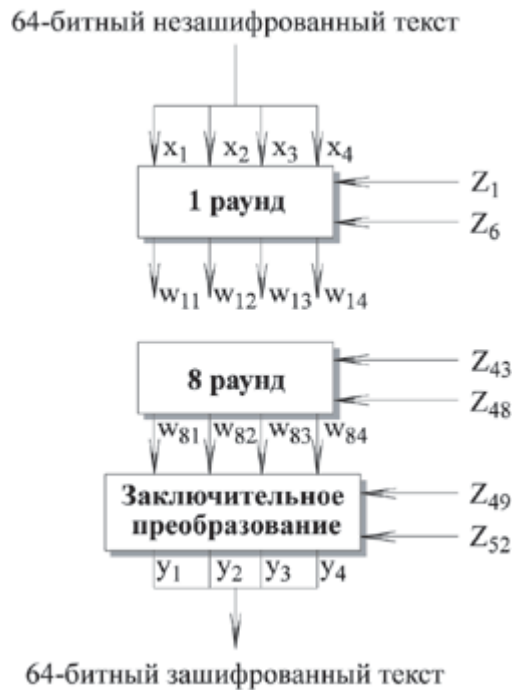 64-битный незашифрованный текст
x₁ x₂ x₃ x₄
Z₁
1 раунд
Z₆
w₁₁ w₁₂ w₁₃ w₁₄
Z₄₃
8 раунд
Z₄₈
w₈₁ w₈₂ w₈₃ w₈₄
Z₄₉
Заключительное
преобразование
Z₅₂
y₁ y₂ y₃ y₄
64-битный зашифрованный текст